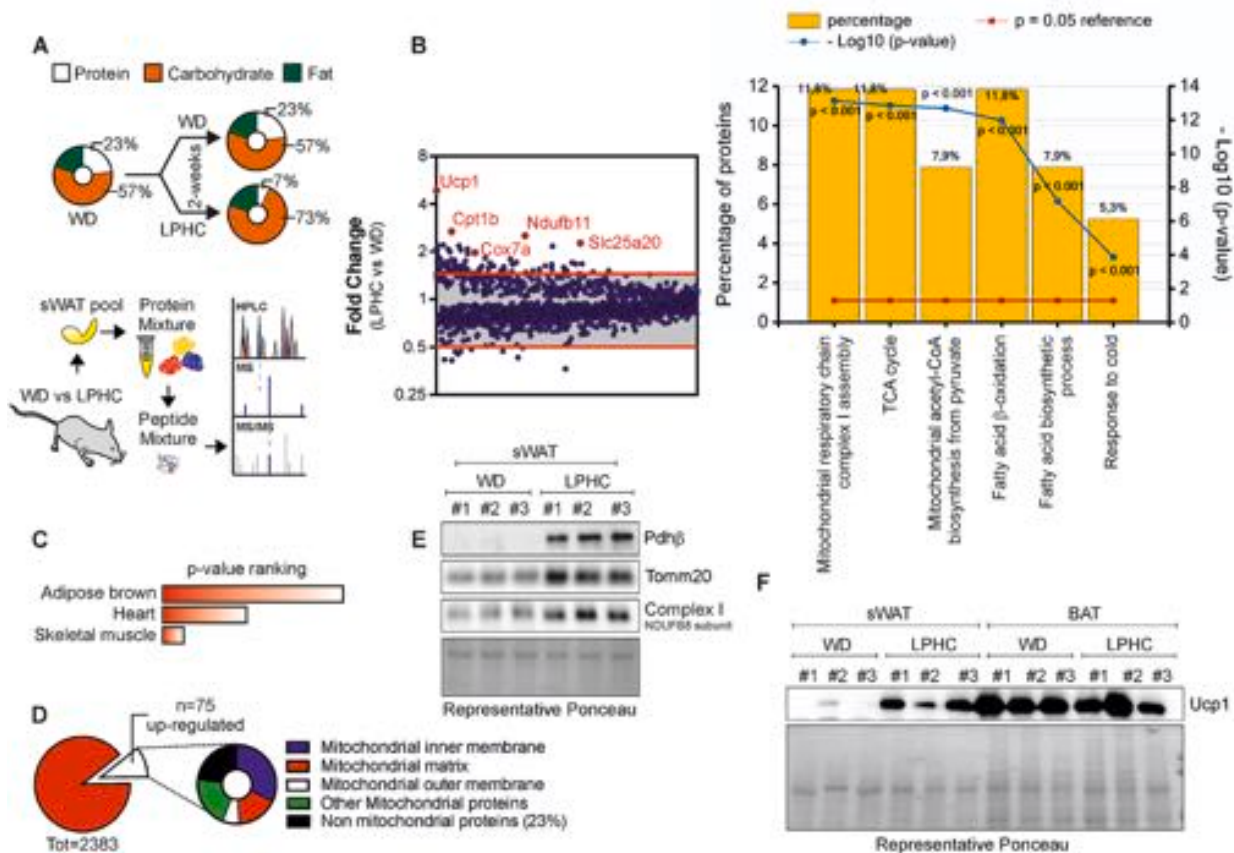 A
Protein Carbohydrate Fat
WD
23%
57%
23%
57%
WD
2-weeks
LPHC
7%
73%
sWAT pool
Protein
Mixture
HPLC
MS
WD vs LPHC
Peptide
Mixture
MS/MS
B
Fold Change
(LPHC vs WD)
8
4
2
1
0.5
0.25
Ucp1
Cpt1b
Ndufb11
Cox7a
Slc25a20
percentage
p = 0.05 reference
- Log10 (p-value)
Percentage of proteins
12
10
8
6
4
2
0
14
12
10
8
6
4
2
0
- Log10 (p-value)
11,8%
p < 0.001
11,8%
p < 0.001
p < 0.001
7,9%
11,8%
p < 0.001
7,9%
p < 0.001
5,3%
p < 0.001
Mitochondrial respiratory chain
complex I assembly
TCA cycle
Mitochondrial acetyl-CoA
biosynthesis from pyruvate
Fatty acid β-oxidation
Fatty acid biosynthetic
process
Response to cold
C
p-value ranking
Adipose brown
Heart
Skeletal muscle
D
n=75
up-regulated
Tot=2383
Mitochondrial inner membrane
Mitochondrial matrix
Mitochondrial outer membrane
Other Mitochondrial proteins
Non mitochondrial proteins (23%)
E
sWAT
WD LPHC
#1 #2 #3 #1 #2 #3
Pdhβ
Tomm20
Complex I
NDUFB8 subunit
Representative Ponceau
F
sWAT BAT
WD LPHC WD LPHC
#1 #2 #3 #1 #2 #3 #1 #2 #3 #1 #2 #3
Ucp1
Representative Ponceau